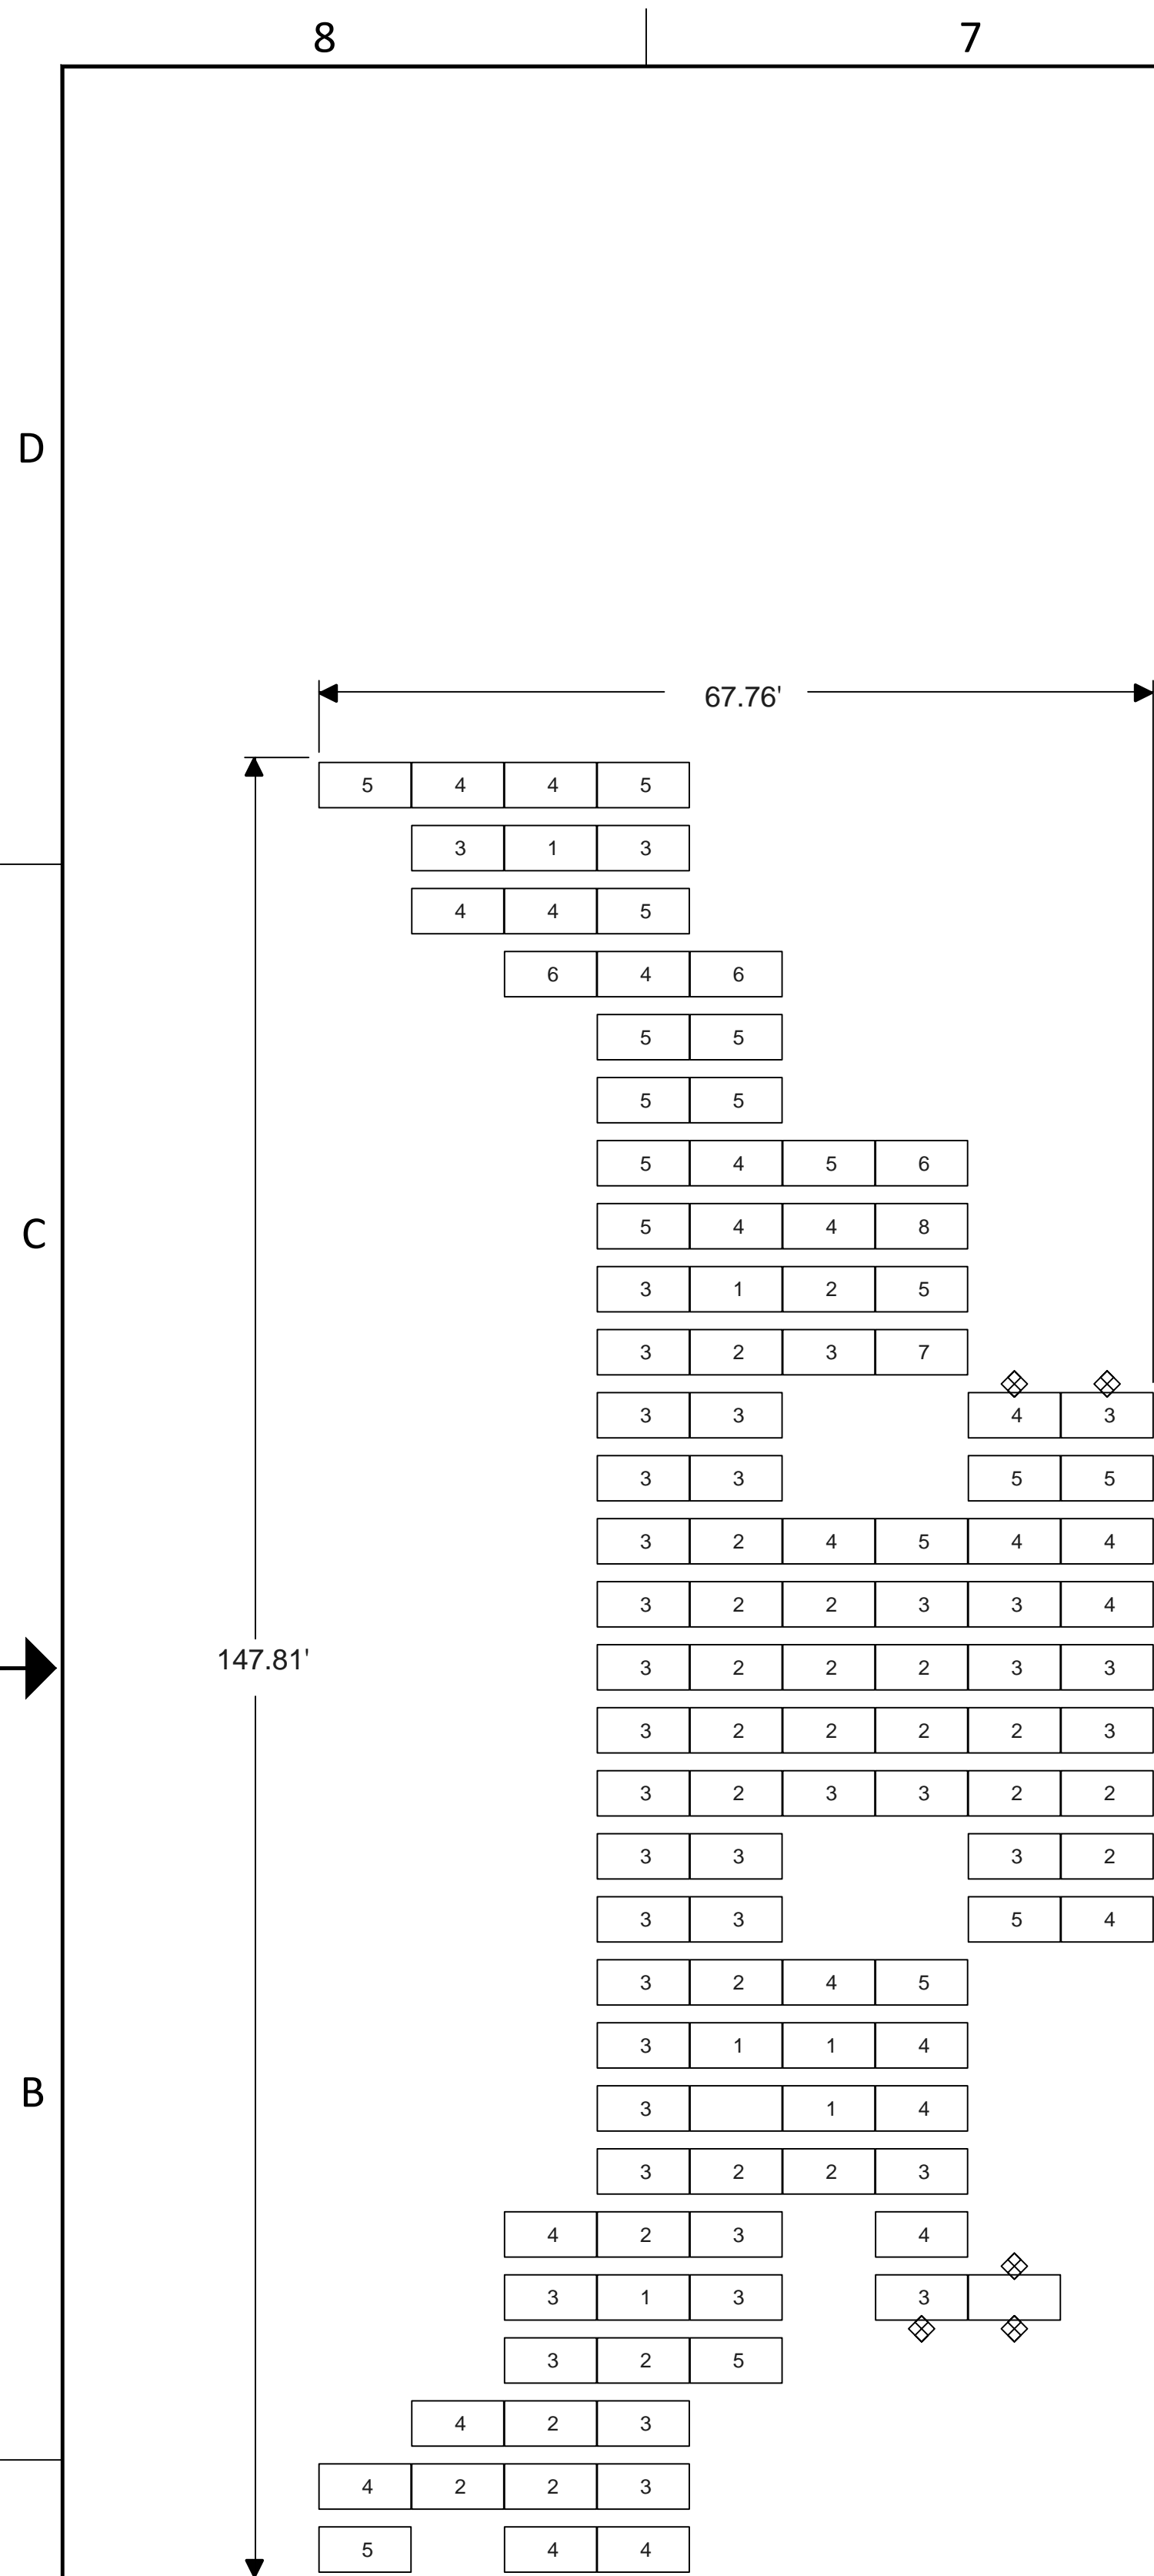 8 7
D
67.76'
5 4 4 5
3 1 3
4 4 5
6 4 6
5 5
5 5
5 4 5 6
C
5 4 4 8
3 1 2 5
3 2 3 7
3 3 4 3
3 3 5 5
3 2 4 5 4 4
3 2 2 3 3 4
147.81'
3 2 2 2 3 3
3 2 2 2 2 3
3 2 3 3 2 2
3 3 3 2
3 3 5 4
3 2 4 5
3 1 1 4
B
3 1 4
3 2 2 3
4 2 3 4
3 1 3 3
3 2 5
4 2 3
4 2 2 3
5 4 4